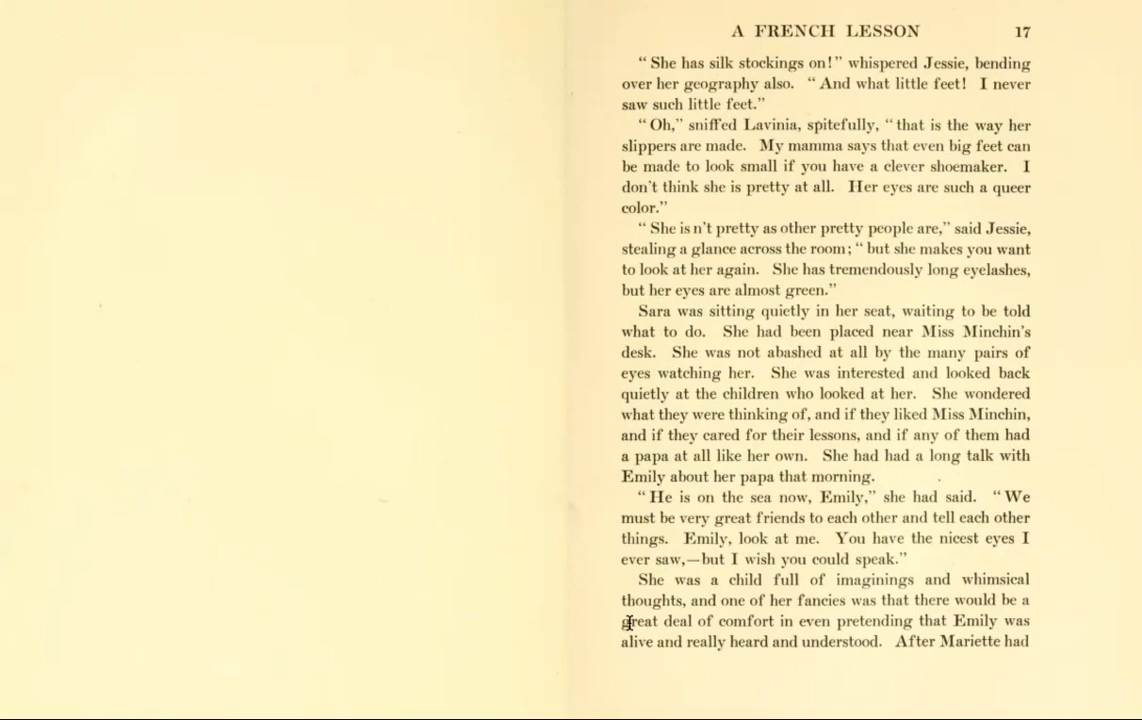 A FRENCH LESSON 17
“ She has silk stockings on! ” whispered Jessie, bending
over her geography also. “ And what little feet! I never
saw such little feet.”
“ Oh,” sniffed Lavinia, spitefully, “ that is the way her
slippers are made. My mamma says that even big feet can
be made to look small if you have a clever shoemaker. I
don't think she is pretty at all. Her eyes are such a queer
color.”
“ She is n't pretty as other pretty people are,” said Jessie,
stealing a glance across the room; “ but she makes you want
to look at her again. She has tremendously long eyelashes,
but her eyes are almost green.”
Sara was sitting quietly in her seat, waiting to be told
what to do. She had been placed near Miss Minchin's
desk. She was not abashed at all by the many pairs of
eyes watching her. She was interested and looked back
quietly at the children who looked at her. She wondered
what they were thinking of, and if they liked Miss Minchin,
and if they cared for their lessons, and if any of them had
a papa at all like her own. She had had a long talk with
Emily about her papa that morning.
“ He is on the sea now, Emily,” she had said. “ We
must be very great friends to each other and tell each other
things. Emily, look at me. You have the nicest eyes I
ever saw,—but I wish you could speak.”
She was a child full of imaginings and whimsical
thoughts, and one of her fancies was that there would be a
great deal of comfort in even pretending that Emily was
alive and really heard and understood. After Mariette had